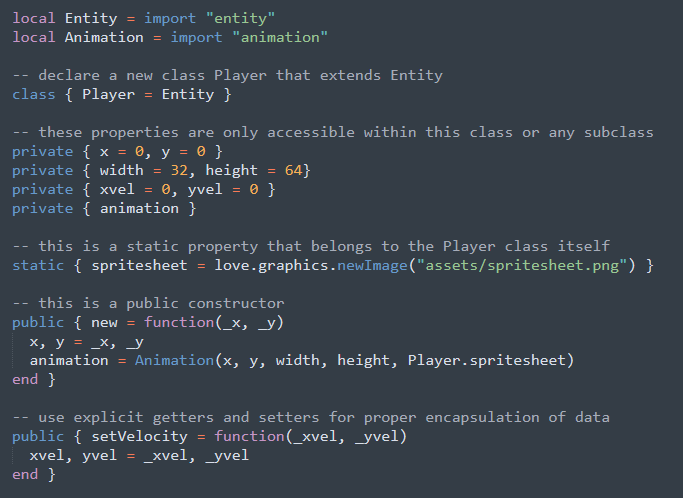 local Entity = import "entity"
local Animation = import "animation"
-- declare a new class Player that extends Entity
class { Player = Entity }
-- these properties are only accessible within this class or any subclass
private { x = 0, y = 0 }
private { width = 32, height = 64}
private { xvel = 0, yvel = 0 }
private { animation }
-- this is a static property that belongs to the Player class itself
static { spritesheet = love.graphics.newImage("assets/spritesheet.png") }
-- this is a public constructor
public { new = function(_x, _y)
x, y = _x, _y
animation = Animation(x, y, width, height, Player.spritesheet)
end }
-- use explicit getters and setters for proper encapsulation of data
public { setVelocity = function(_xvel, _yvel)
xvel, yvel = _xvel, _yvel
end }